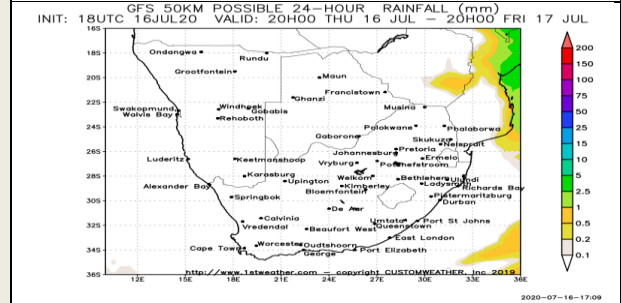 GFS 50KM POSSIBLE 24-HOUR RAINFALL (mm)
INIT: 18UTC 16JUL20 VALID: 20H00 THU 16 JUL – 20H00 FRI 17 JUL
16S
18S
20S
22S
24S
26S
28S
30S
32S
34S
36S
Ondangwa
Rundu
Grootfontein
Maun
Francistown
Ghanzi
Musina
Swakopmund
Walvis Bay
Windhoek
Gobabis
Rehoboth
Polokwane
Phalaborwa
Gaborone
Skukuza
Nelspruit
Pretoria
Johannesburg
Ermelo
Luderitz
Keetmanshoop
Vryburg
Potchefstroom
Karasburg
Upington
Welkom
Bethlehem
Ulundi
Ladysmith
Alexander Bay
Kimberley
Richards Bay
Springbok
Bloemfontein
Pietermaritzburg
Durban
De Aar
Calvinia
Vredendal
Umtata
Port St Johns
Queenstown
Beaufort West
East London
Cape Town
Worcester
Oudtshoorn
George
Port Elizabeth
http://www.1stweather.com – copyright CUSTOMWEATHER, Inc 2019
12E 15E 18E 21E 24E 27E 30E 33E 36E
200
150
100
75
50
25
15
10
5
2.5
1
0.5
0.2
0.1
2020-07-16-17:09